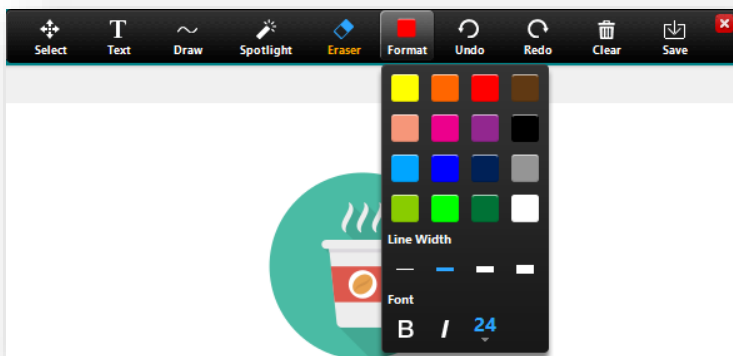 Select Text Draw Spotlight Eraser Format Undo Redo Clear Save
Line Width
Font
B I 24